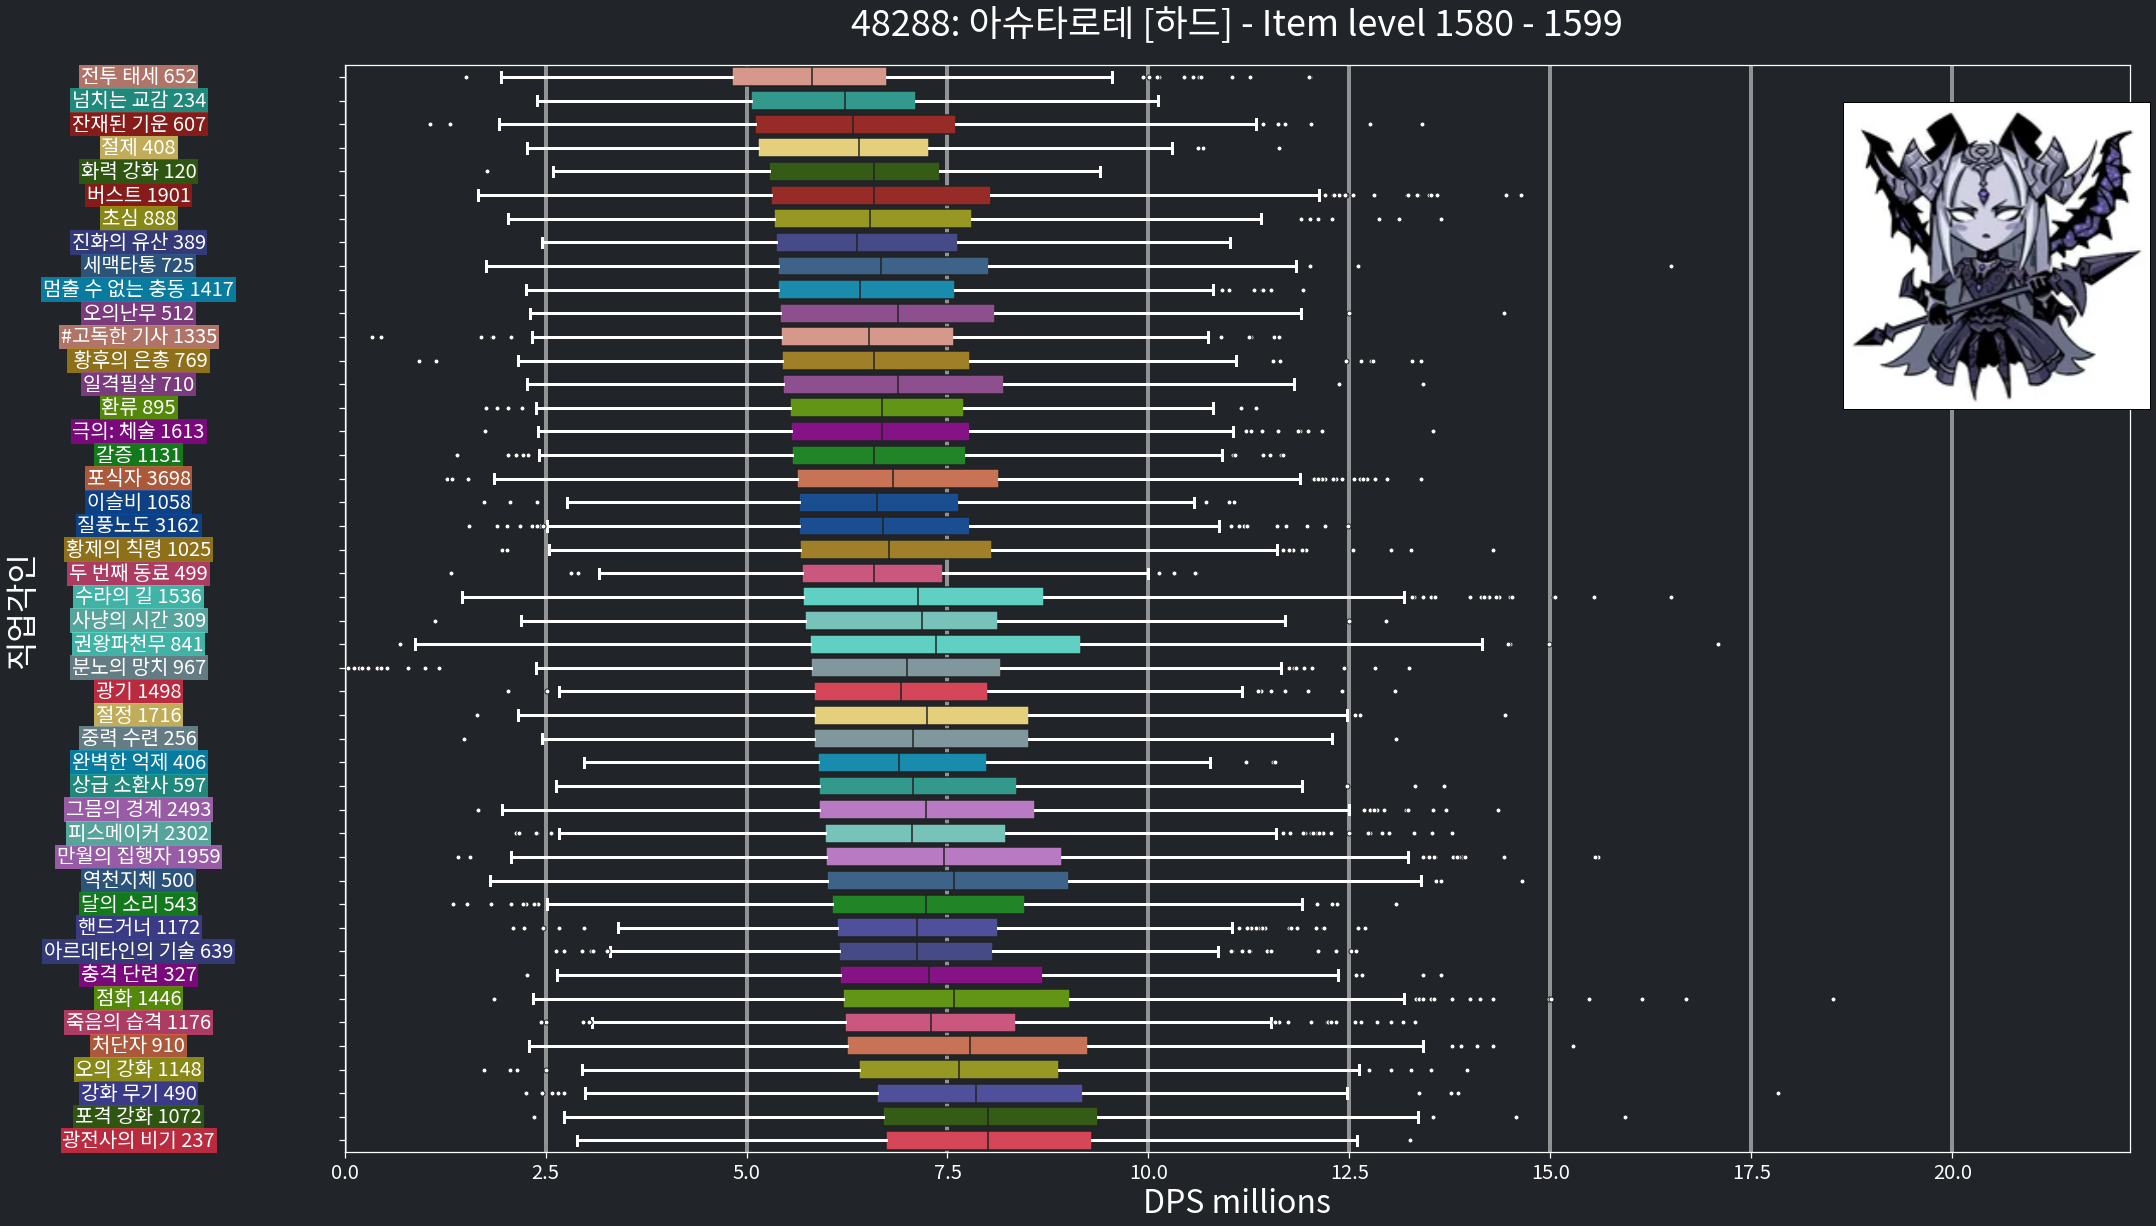 48288: 아슈타로테 [하드] - Item level 1580 - 1599
직업각인
전투 태세 652
넘치는 교감 234
잔재된 기운 607
절제 408
화력 강화 120
버스트 1901
초심 888
진화의 유산 389
세맥타통 725
멈출 수 없는 충동 1417
오의난무 512
#고독한 기사 1335
황후의 은총 769
일격필살 710
환류 895
극의: 체술 1613
갈증 1131
포식자 3698
이슬비 1058
질풍노도 3162
황제의 칙령 1025
두 번째 동료 499
수라의 길 1536
사냥의 시간 309
권왕파천무 841
분노의 망치 967
광기 1498
절정 1716
중력 수련 256
완벽한 억제 406
상급 소환사 597
그믐의 경계 2493
피스메이커 2302
만월의 집행자 1959
역천지체 500
달의 소리 543
핸드거너 1172
아르데타인의 기술 639
충격 단련 327
점화 1446
죽음의 습격 1176
처단자 910
오의 강화 1148
강화 무기 490
포격 강화 1072
광전사의 비기 237
0.0 2.5 5.0 7.5 10.0 12.5 15.0 17.5 20.0
DPS millions